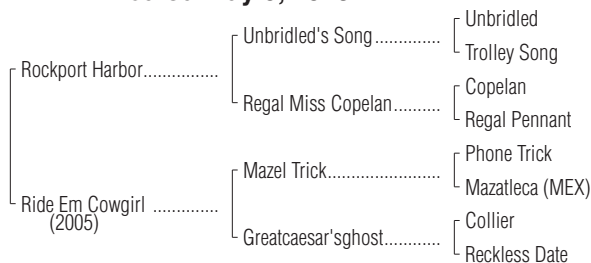 Unbridled
Unbridled's Song.............
Trolley Song
Rockport Harbor...............
Copelan
Regal Miss Copelan..........
Regal Pennant
Phone Trick
Mazel Trick.......................
Mazatleca (MEX)
Ride Em Cowgirl .............
(2005)
Collier
Greatcaesar'sghost............
Reckless Date